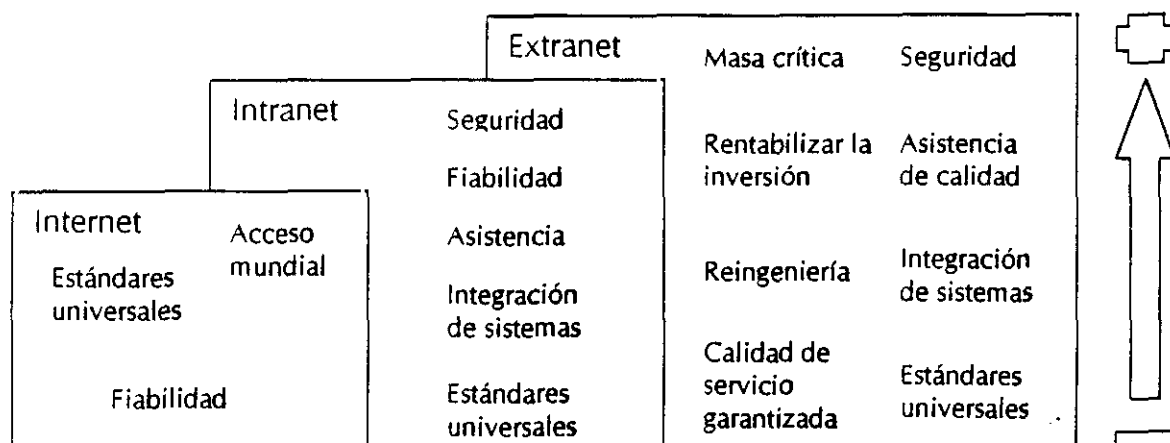 Extranet
Masa crítica
Seguridad
Rentabilizar la
inversión
Asistencia
de calidad
Reingeniería
Integración
de sistemas
Calidad de
servicio
garantizada
Estándares
universales
Intranet
Seguridad
Fiabilidad
Asistencia
Integración
de sistemas
Estándares
universales
Internet
Acceso
mundial
Estándares
universales
Fiabilidad